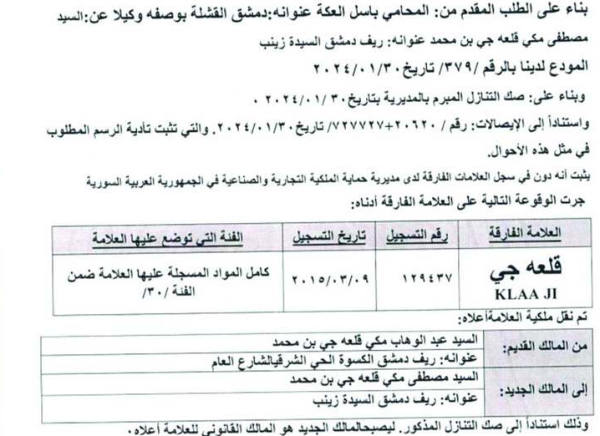 بناء على الطلب المقدم من: المحامي باسل العكة عنوانه:دمشق القشلة بوصفه وكيلا عن:السيد
مصطفى مكي قلعه جي بن محمد عنوانه: ريف دمشق السيدة زينب
المودع لدينا بالرقم /٣٧٩/ تاريخ ٢٠٢٤/٠١/٣٠
وبناء على: صك التنازل المبرم بالمديرية بتاريخ ٢٠٢٤/٠١/٣٠ ٠
واستناداً إلى الإيصالات: رقم /٢٠٦٢٠+٧٢٧٧٢٧/ تاريخ ٢٠٢٤/٠١/٣٠. والتي تثبت تأدية الرسم المطلوب
في مثل هذه الأحوال.
يثبت أنه دون في سجل العلامات الفارقة لدى مديرية حماية الملكية التجارية والصناعية في الجمهورية العربية السورية
جرت الوقوعة التالية على العلامة الفارقة أدناه:
العلامة الفارقة رقم التسجيل تاريخ التسجيل الفئة التي توضع عليها العلامة
قلعه جي ١٢٩٤٣٧ ٢٠١٥/٠٣/٠٩ كامل المواد المسجلة عليها العلامة ضمن
KLAA JI الفئة /٣٠/
تم نقل ملكية العلامةأعلاه:
من المالك القديم: السيد عبد الوهاب مكي قلعه جي بن محمد
عنوانه: ريف دمشق الكسوة الحي الشرقيالشارع العام
إلى المالك الجديد: السيد مصطفى مكي قلعه جي بن محمد
عنوانه: ريف دمشق السيدة زينب
وذلك استناداً إلى صك التنازل المذكور. ليصبحالمالك الجديد هو المالك القانوني للعلامة أعلاه٠